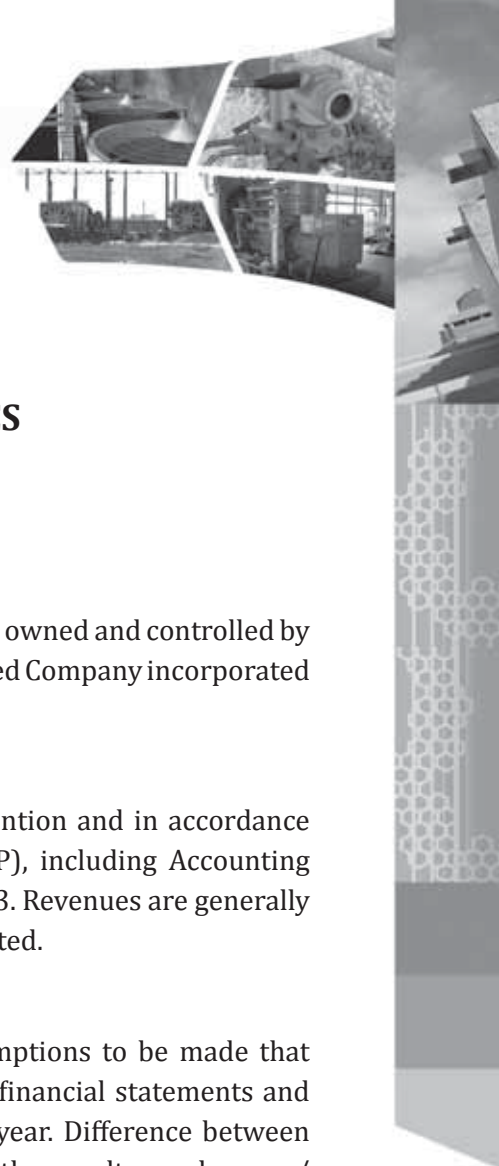 owned and controlled by
ed Company incorporated
ntion and in accordance
P), including Accounting
3. Revenues are generally
ted.
mptions to be made that
financial statements and
year. Difference between